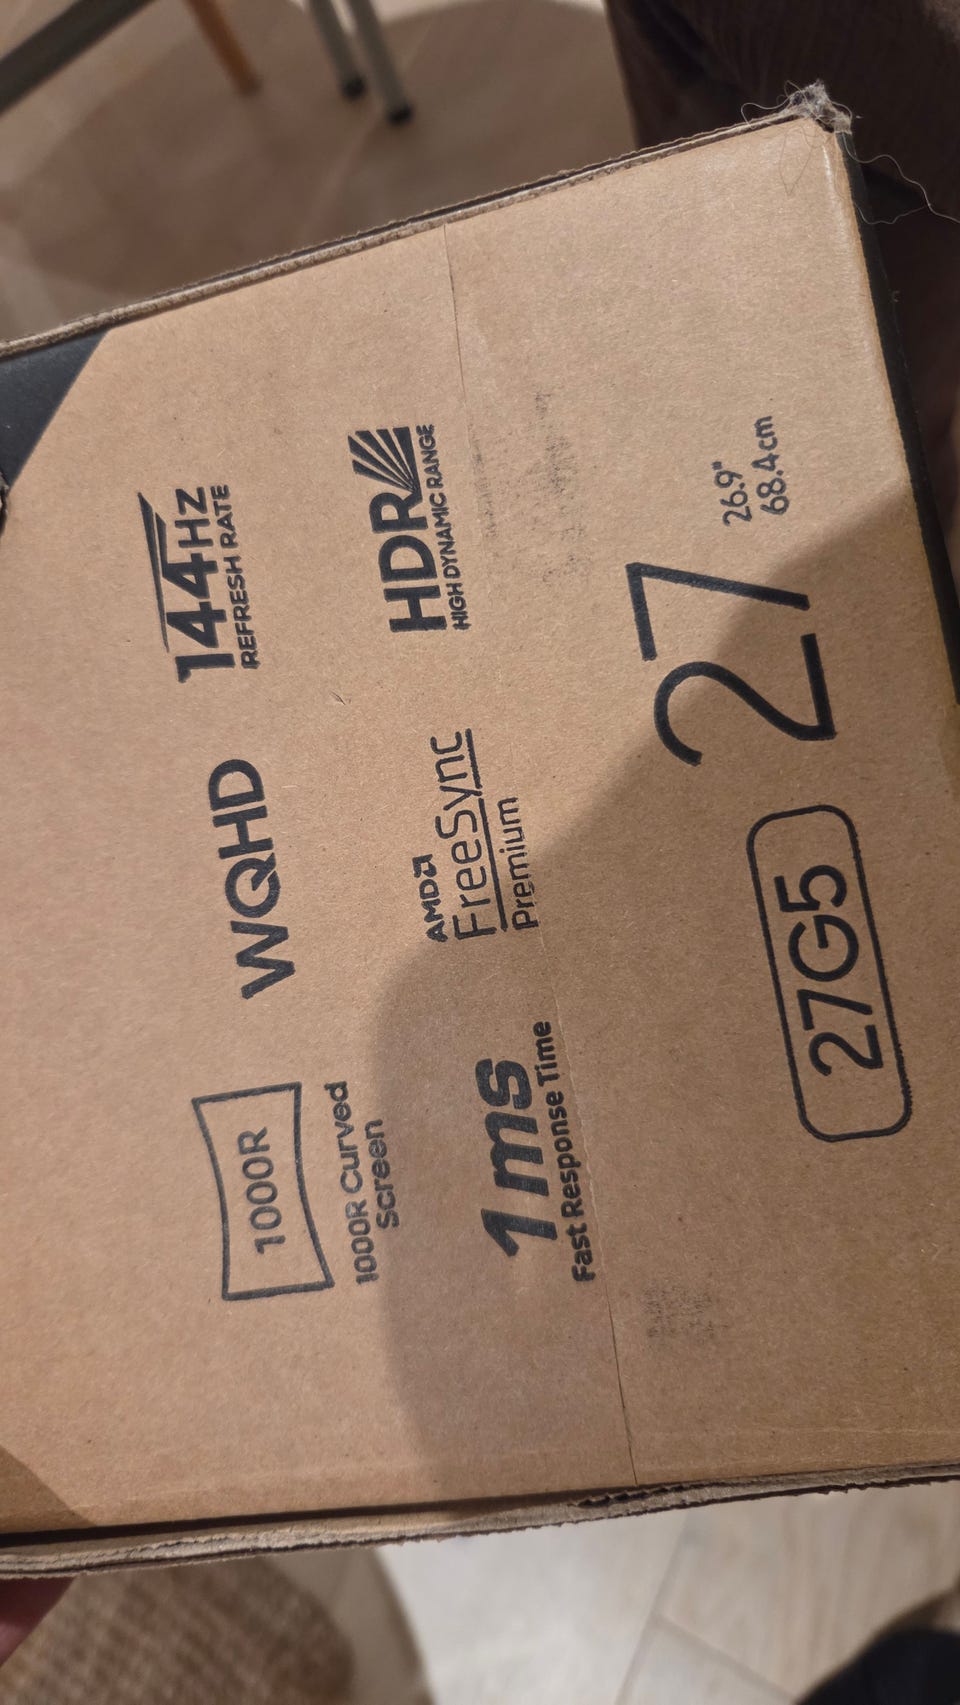 1000R
1000R Curved
Screen
WQHD
144HZ
REFRESH RATE
1ms
Fast Response Time
AMD
FreeSync
Premium
HDR
HIGH DYNAMIC RANGE
27G5
27
26.9"
68.4cm